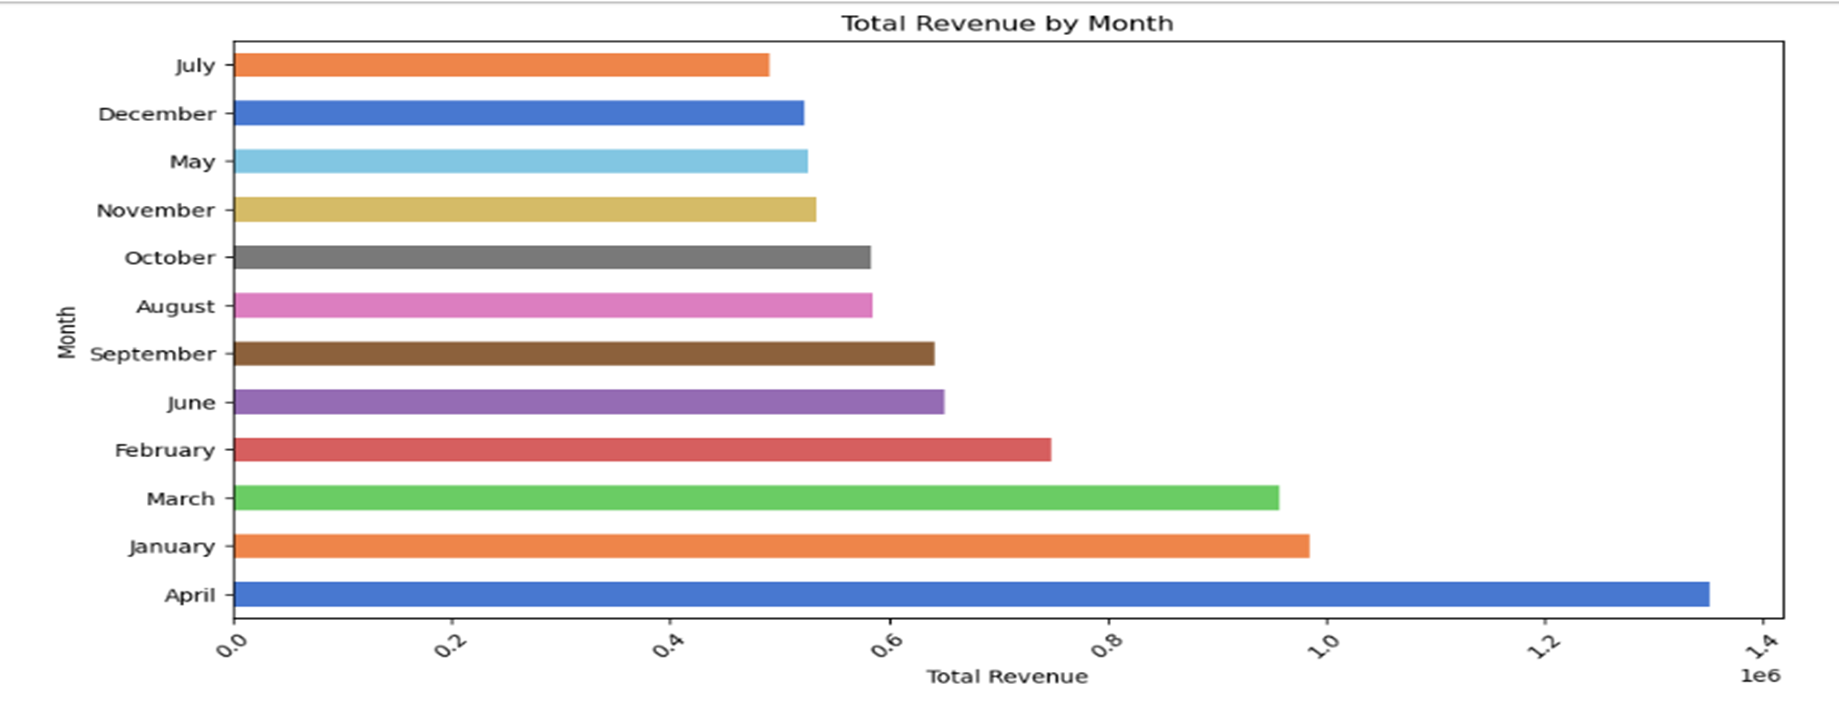 Total Revenue by Month
July
December
May
November
October
August
September
June
February
March
January
April
Month
0.0 0.2 0.4 0.6 0.8 1.0 1.2 1.4
Total Revenue
1e6